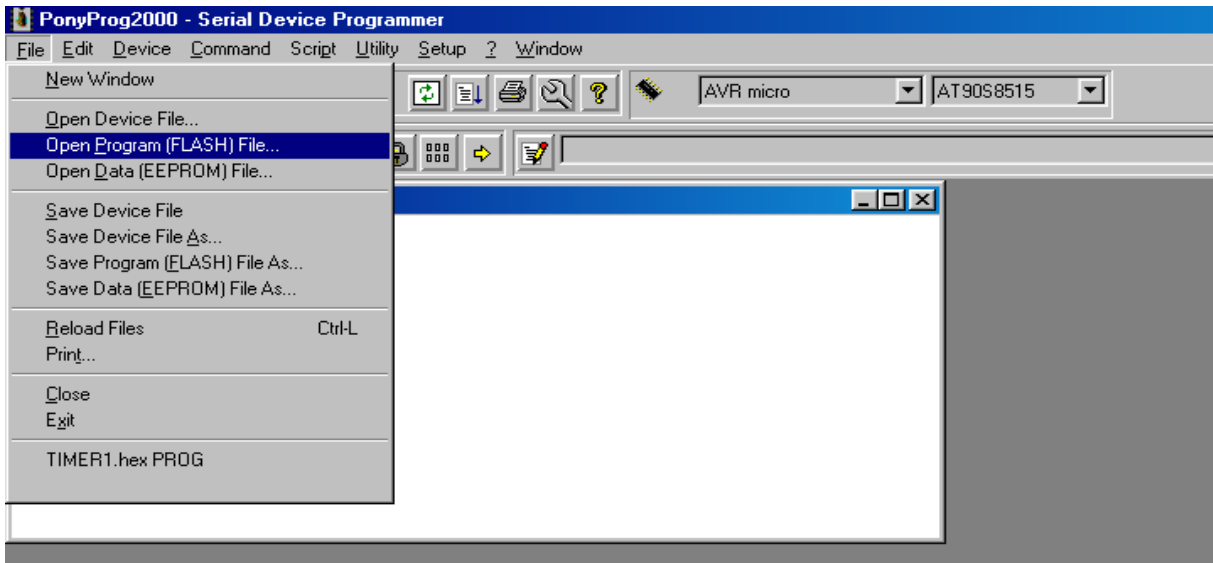 PonyProg2000 - Serial Device Programmer
File Edit Device Command Script Utility Setup ? Window
New Window
AVR micro AT90S8515
Open Device File...
Open Program (FLASH) File...
Open Data (EEPROM) File...
Save Device File
Save Device File As...
Save Program (FLASH) File As...
Save Data (EEPROM) File As...
Reload Files Ctrl-L
Print...
Close
Exit
TIMER1.hex PROG